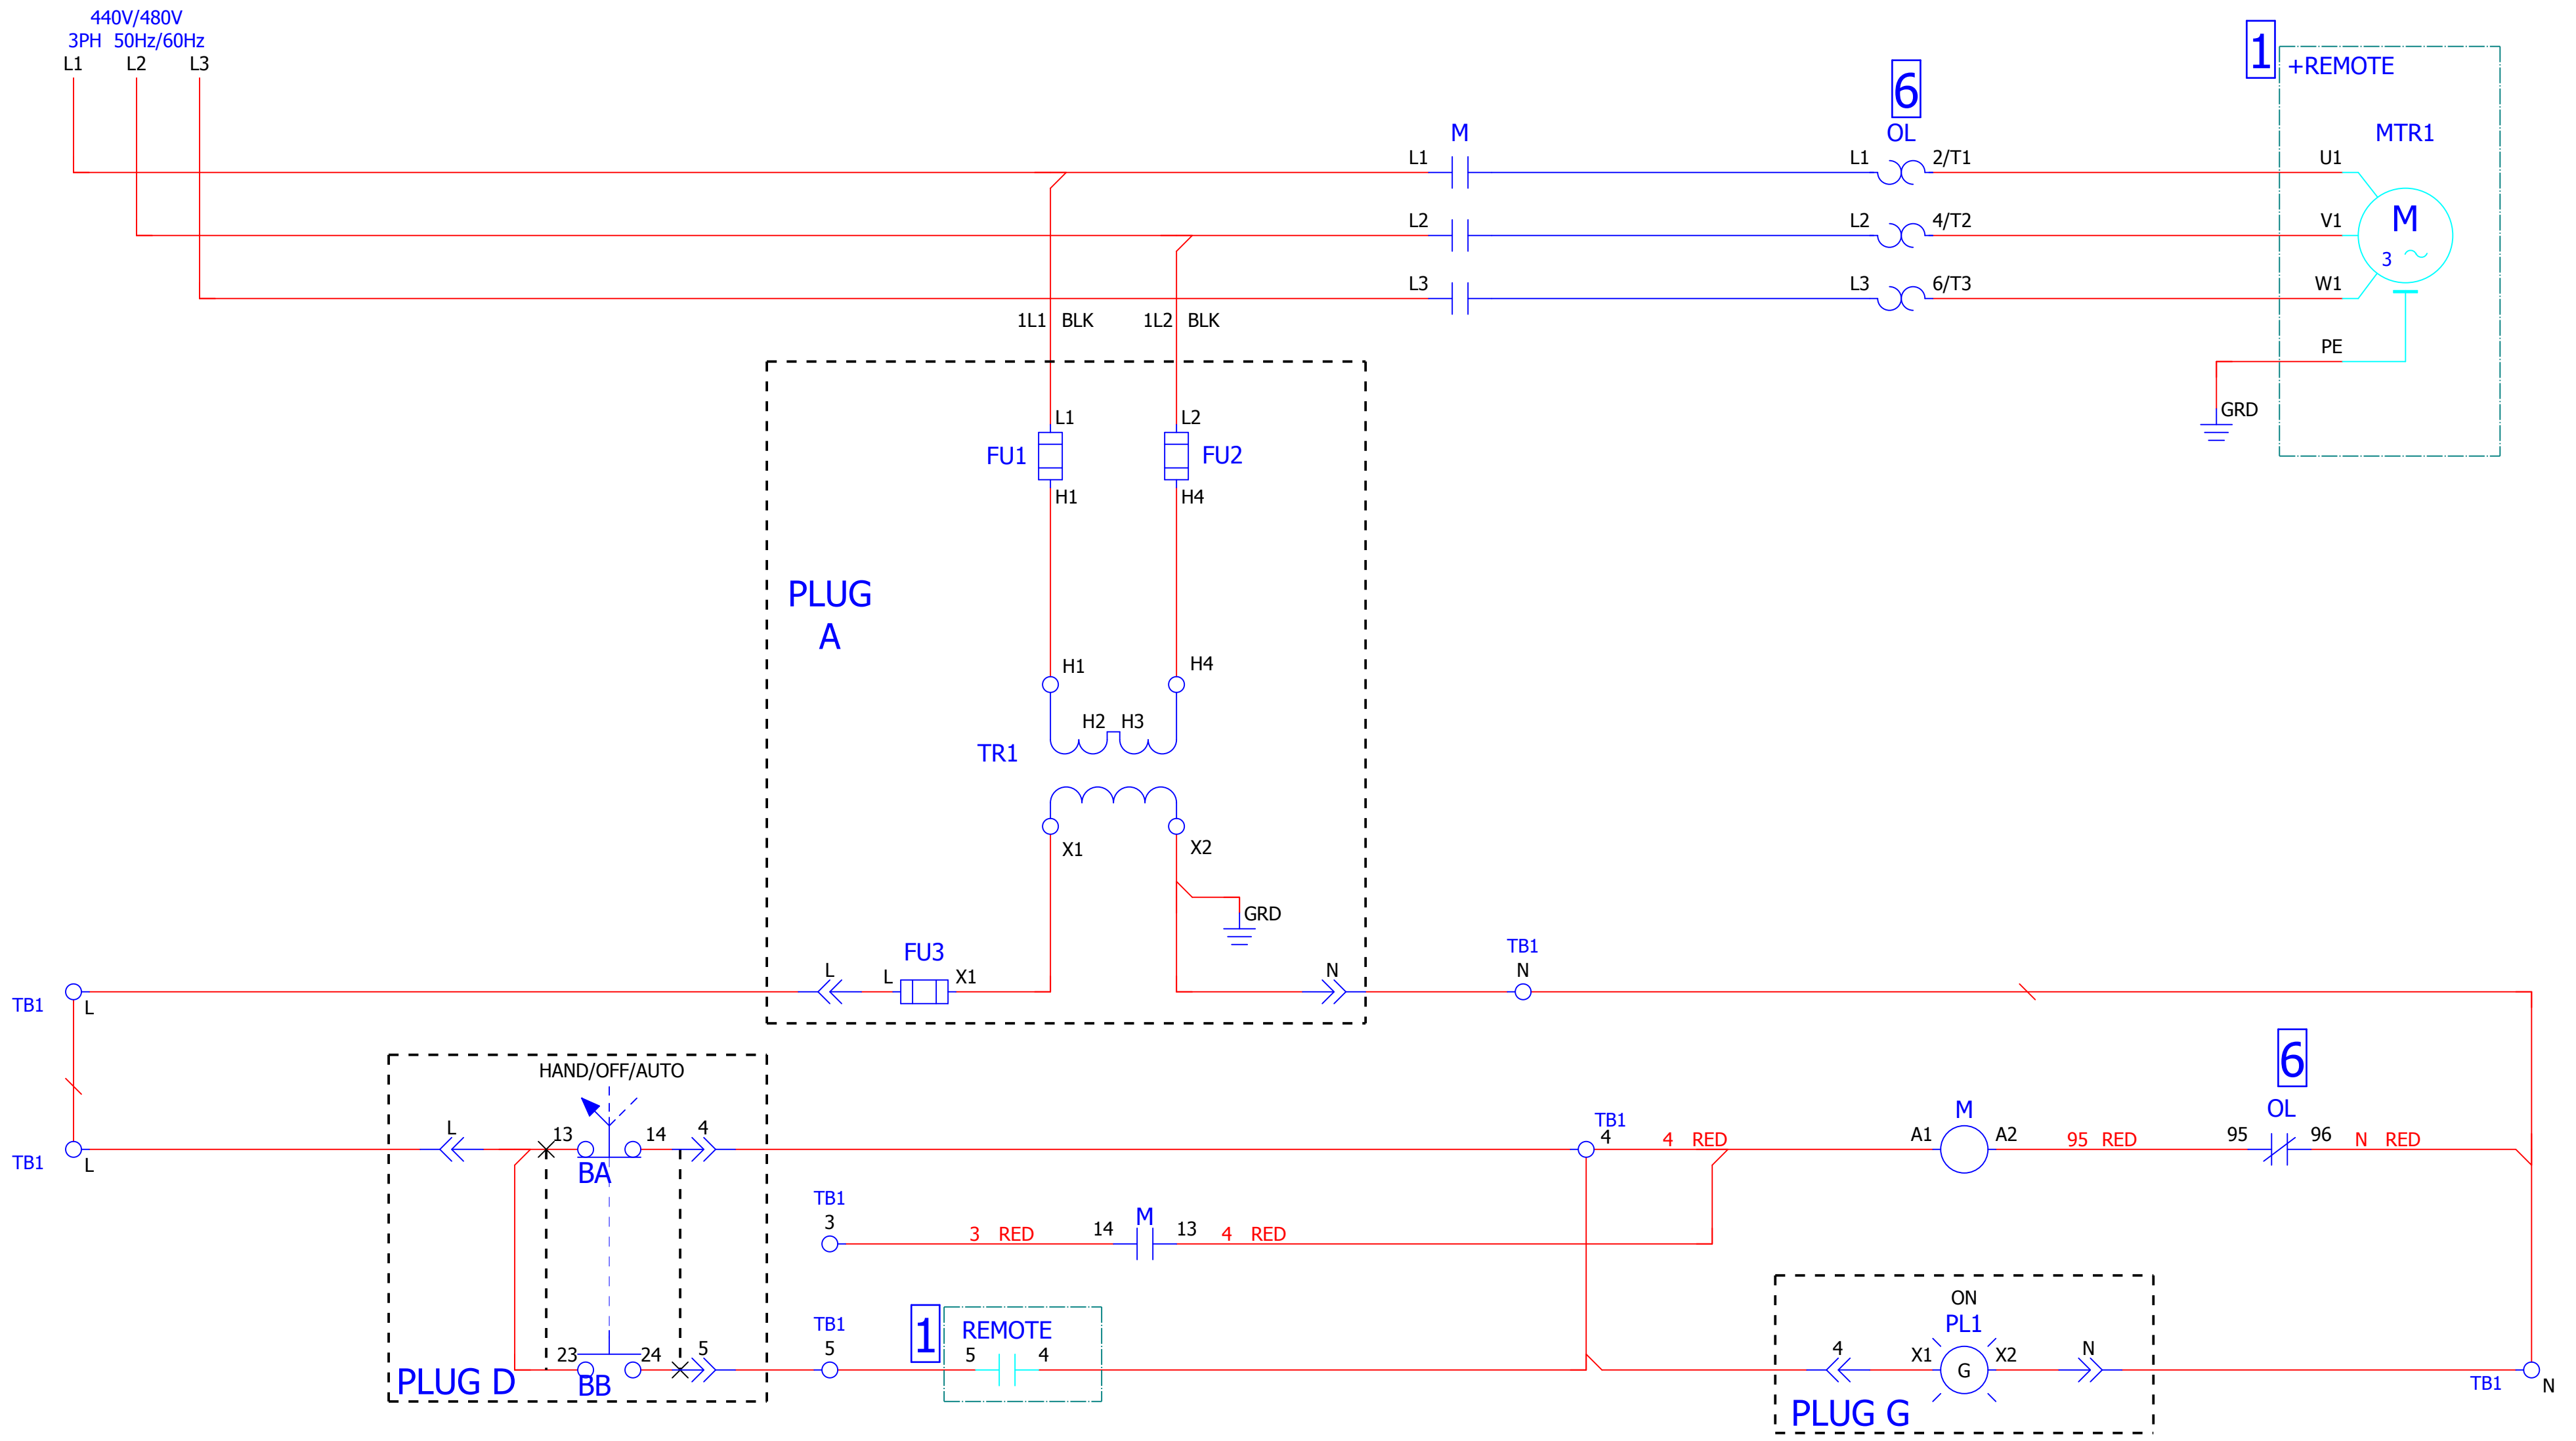 440V/480V
3PH 50Hz/60Hz
L1 L2 L3
1
+REMOTE
6
M OL MTR1
L1 L1 2/T1 U1
L2 L2 4/T2 V1
M
3
L3 L3 6/T3 W1
1L1 BLK 1L2 BLK
PE
GRD
L1 L2
FU1 FU2
H1 H4
PLUG
A
H1 H4
H2 H3
TR1
X1 X2
GRD
FU3
TB1
L L X1 N N
TB1 L
HAND/OFF/AUTO
6
M OL
TB1
L 13 14 4 4 4 RED A1 A2 95 RED 95 96 N RED
TB1 L
BA
TB1
3 3 RED 14 M 13 4 RED
ON
PL1
TB1
1
REMOTE
23 24 5 5 5 4
4 X1 G X2 N
BB
PLUG D
TB1 N
PLUG G